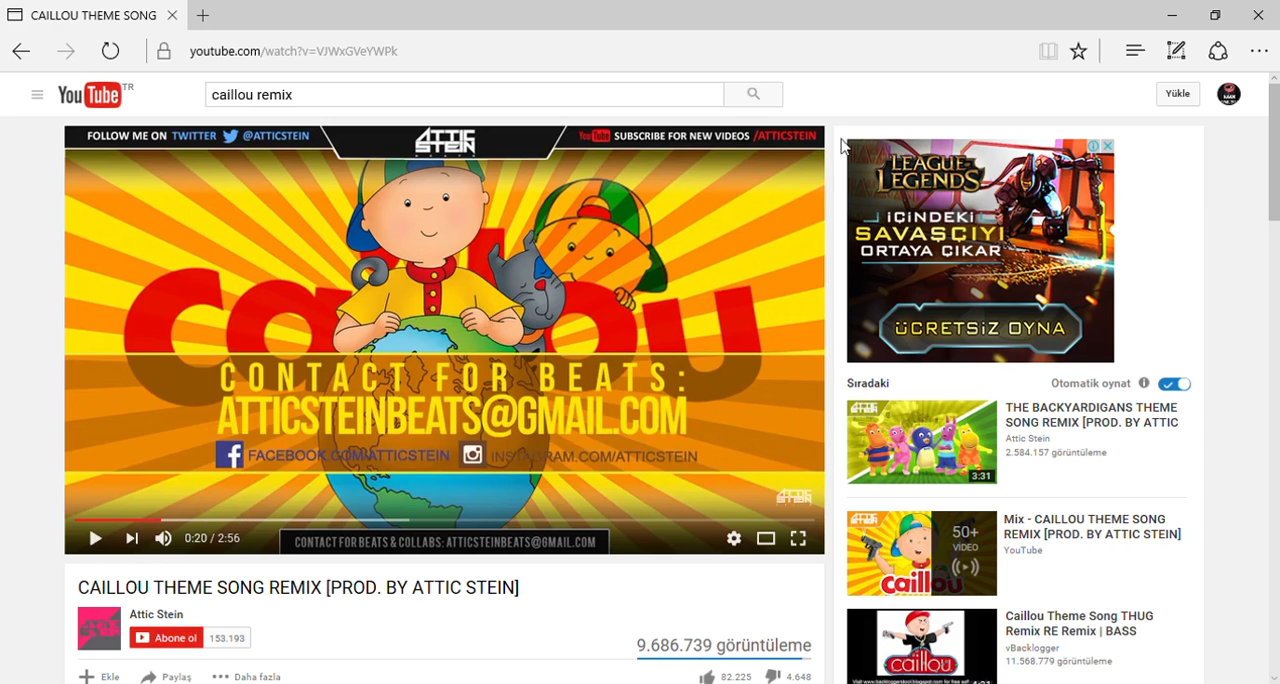 CAILLOU THEME SONG
youtube.com/watch?v=VJWxGVeYWPk
YouTube TR
caillou remix
Yükle
FOLLOW ME ON TWITTER @ATTICSTEIN
ATTIC STEIN
YouTube SUBSCRIBE FOR NEW VIDEOS /ATTICSTEIN
Caillou
CONTACT FOR BEATS:
ATTICSTEINBEATS@GMAIL.COM
FACEBOOK.COM/ATTICSTEIN
INSTAGRAM.COM/ATTICSTEIN
ATTIC STEIN
0:20 / 2:56
CONTACT FOR BEATS & COLLABS: ATTICSTEINBEATS@GMAIL.COM
CAILLOU THEME SONG REMIX [PROD. BY ATTIC STEIN]
Attic Stein
Abone ol 153.193
9.686.739 görüntüleme
Ekle Paylaş Daha fazla
82.225 4.648
LEAGUE of LEGENDS
İÇİNDEKİ
SAVAŞÇIYI
ORTAYA ÇIKAR
ÜCRETSİZ OYNA
Sıradaki
Otomatik oynat
3:31
THE BACKYARDIGANS THEME
SONG REMIX [PROD. BY ATTIC
Attic Stein
2.584.157 görüntüleme
caillou
50+
VİDEO
Mix - CAILLOU THEME SONG
REMIX [PROD. BY ATTIC STEIN]
YouTube
caillou
Caillou Theme Song THUG
Remix RE Remix | BASS
vBacklogger
11.568.779 görüntüleme